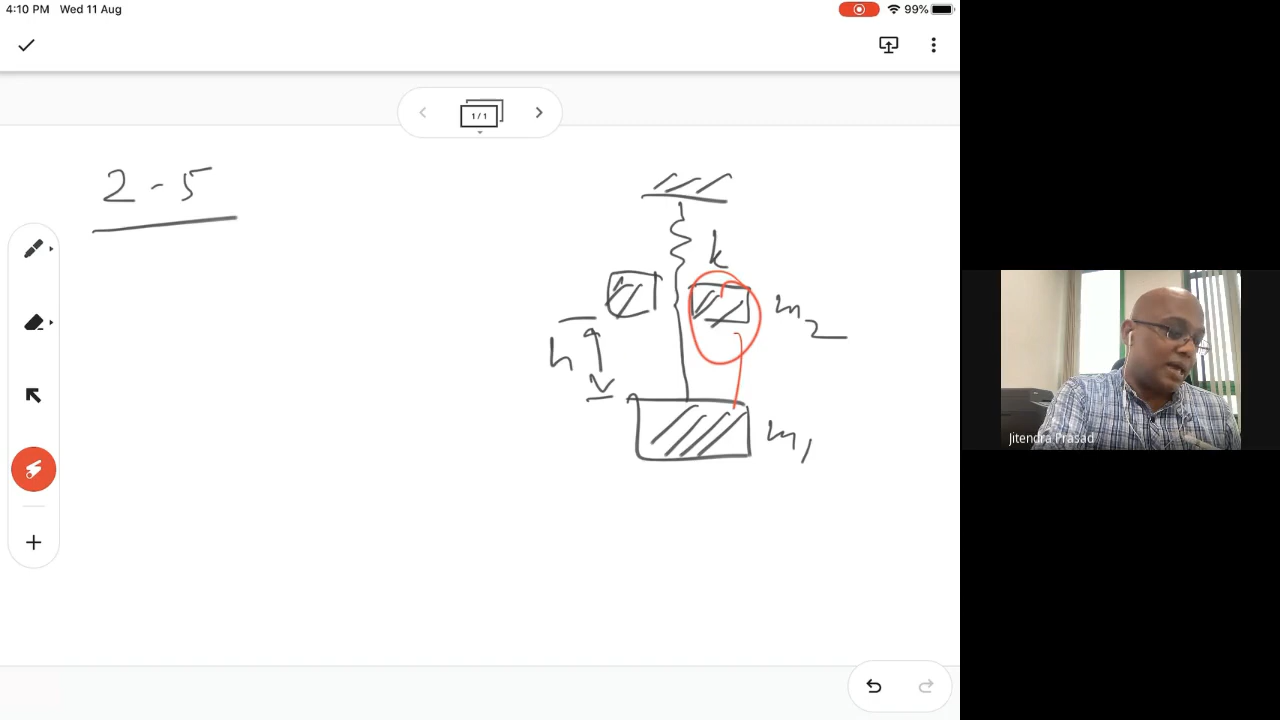 4:10 PM Wed 11 Aug
99%
1/1
2 - 5
k
m2
h
m1
Jitendra Prasad